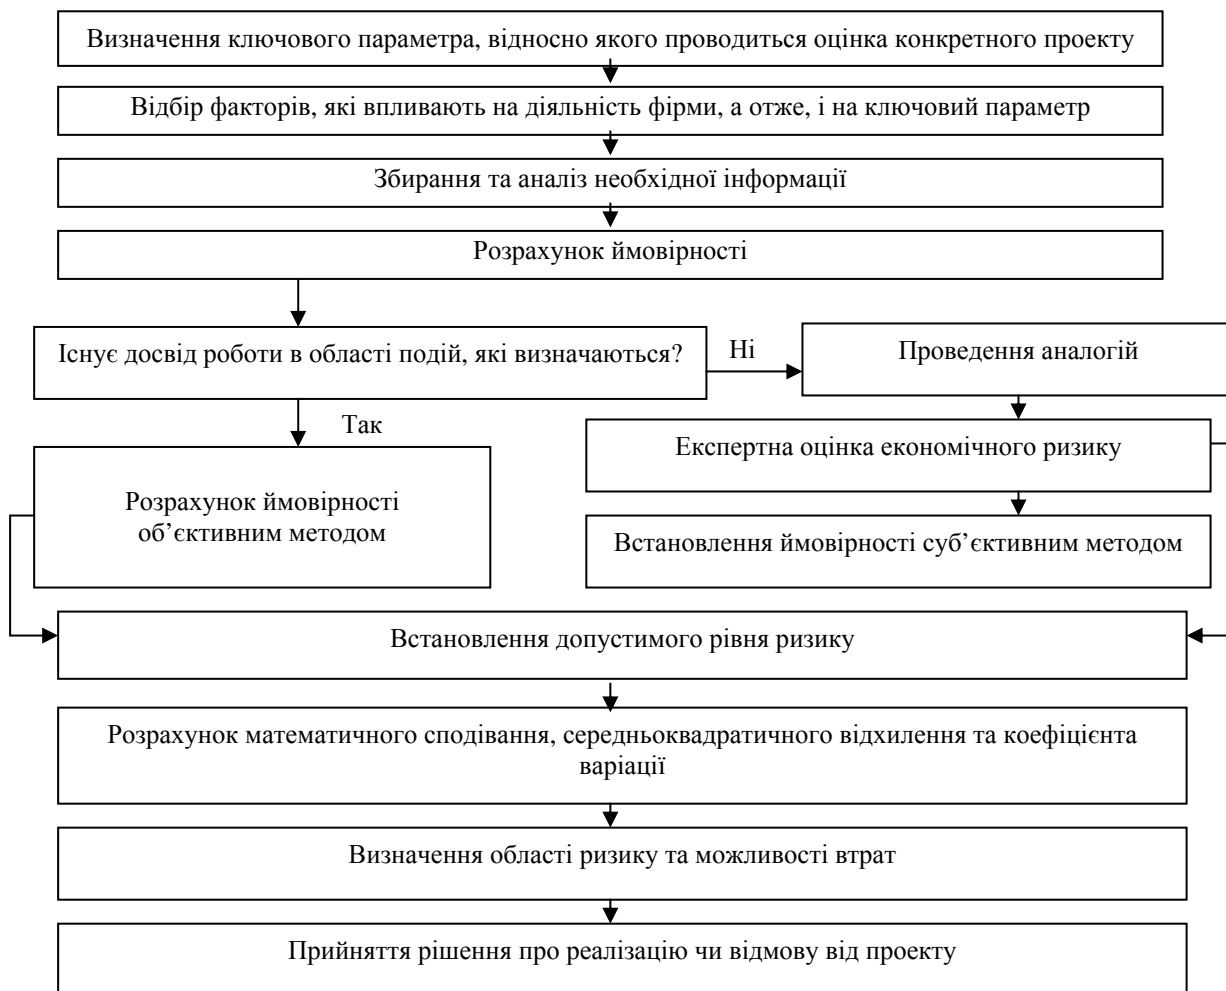 Визначення ключового параметра, відносно якого проводиться оцінка конкретного проекту
Відбір факторів, які впливають на діяльність фірми, а отже, і на ключовий параметр
Збирання та аналіз необхідної інформації
Розрахунок ймовірності
Існує досвід роботи в області подій, які визначаються?
Ні
Проведення аналогій
Так
Експертна оцінка економічного ризику
Розрахунок ймовірності
об’єктивним методом
Встановлення ймовірності суб’єктивним методом
Встановлення допустимого рівня ризику
Розрахунок математичного сподівання, середньоквадратичного відхилення та коефіцієнта
варіації
Визначення області ризику та можливості втрат
Прийняття рішення про реалізацію чи відмову від проекту